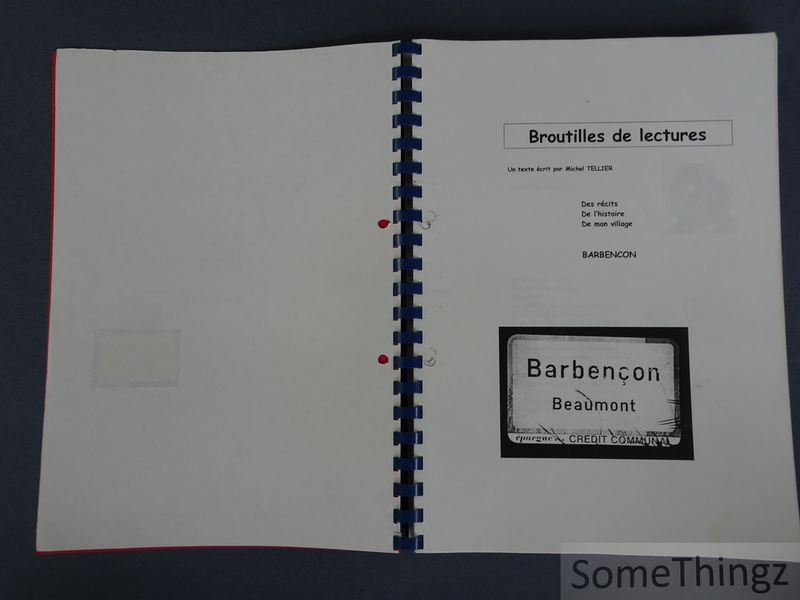 Broutilles de lectures
Un texte écrit par Michel TELLIER
Des récits
De l'histoire
De mon village
BARBENCON
Barbençon
Beaumont
épargne CREDIT COMMUNAL
SomeThingz